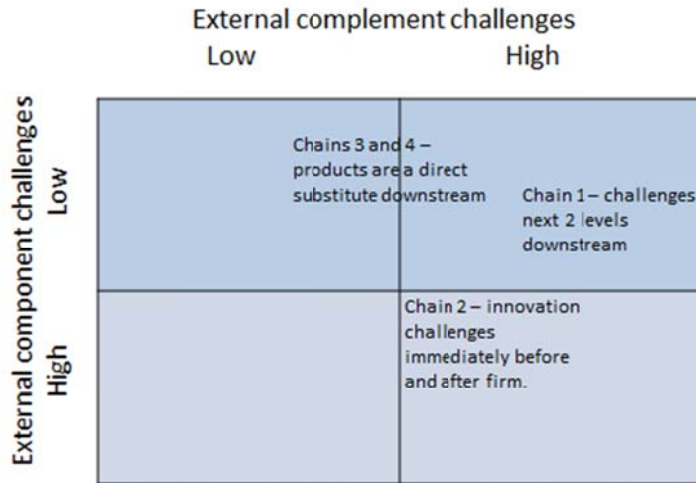 External complement challenges
Low High
External component challenges
Low
High
Chains 3 and 4 –
products are a direct
substitute downstream
Chain 1 – challenges
next 2 levels
downstream
Chain 2 – innovation
challenges
immediately before
and after firm.